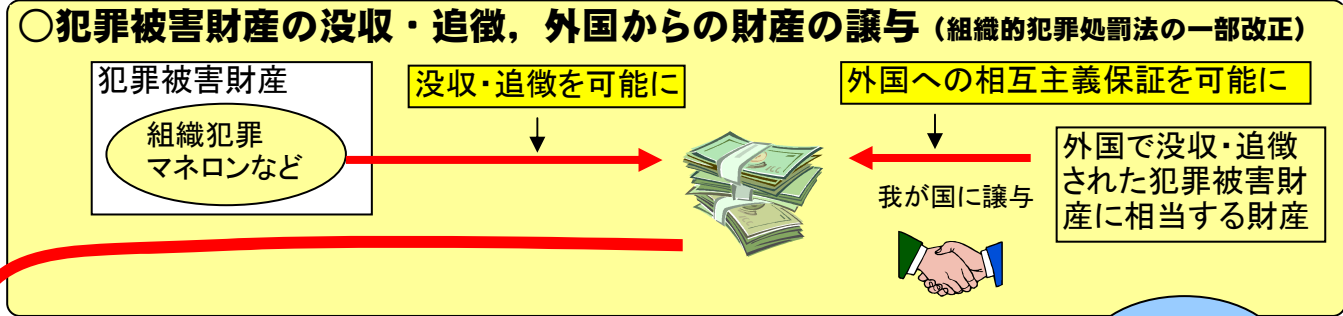 ○犯罪被害財産の没収・追徴，外国からの財産の譲与（組織的犯罪処罰法の一部改正）
犯罪被害財産
組織犯罪
マネロンなど
没収・追徴を可能に
外国への相互主義保証を可能に
我が国に譲与
外国で没収・追徴
された犯罪被害財
産に相当する財産